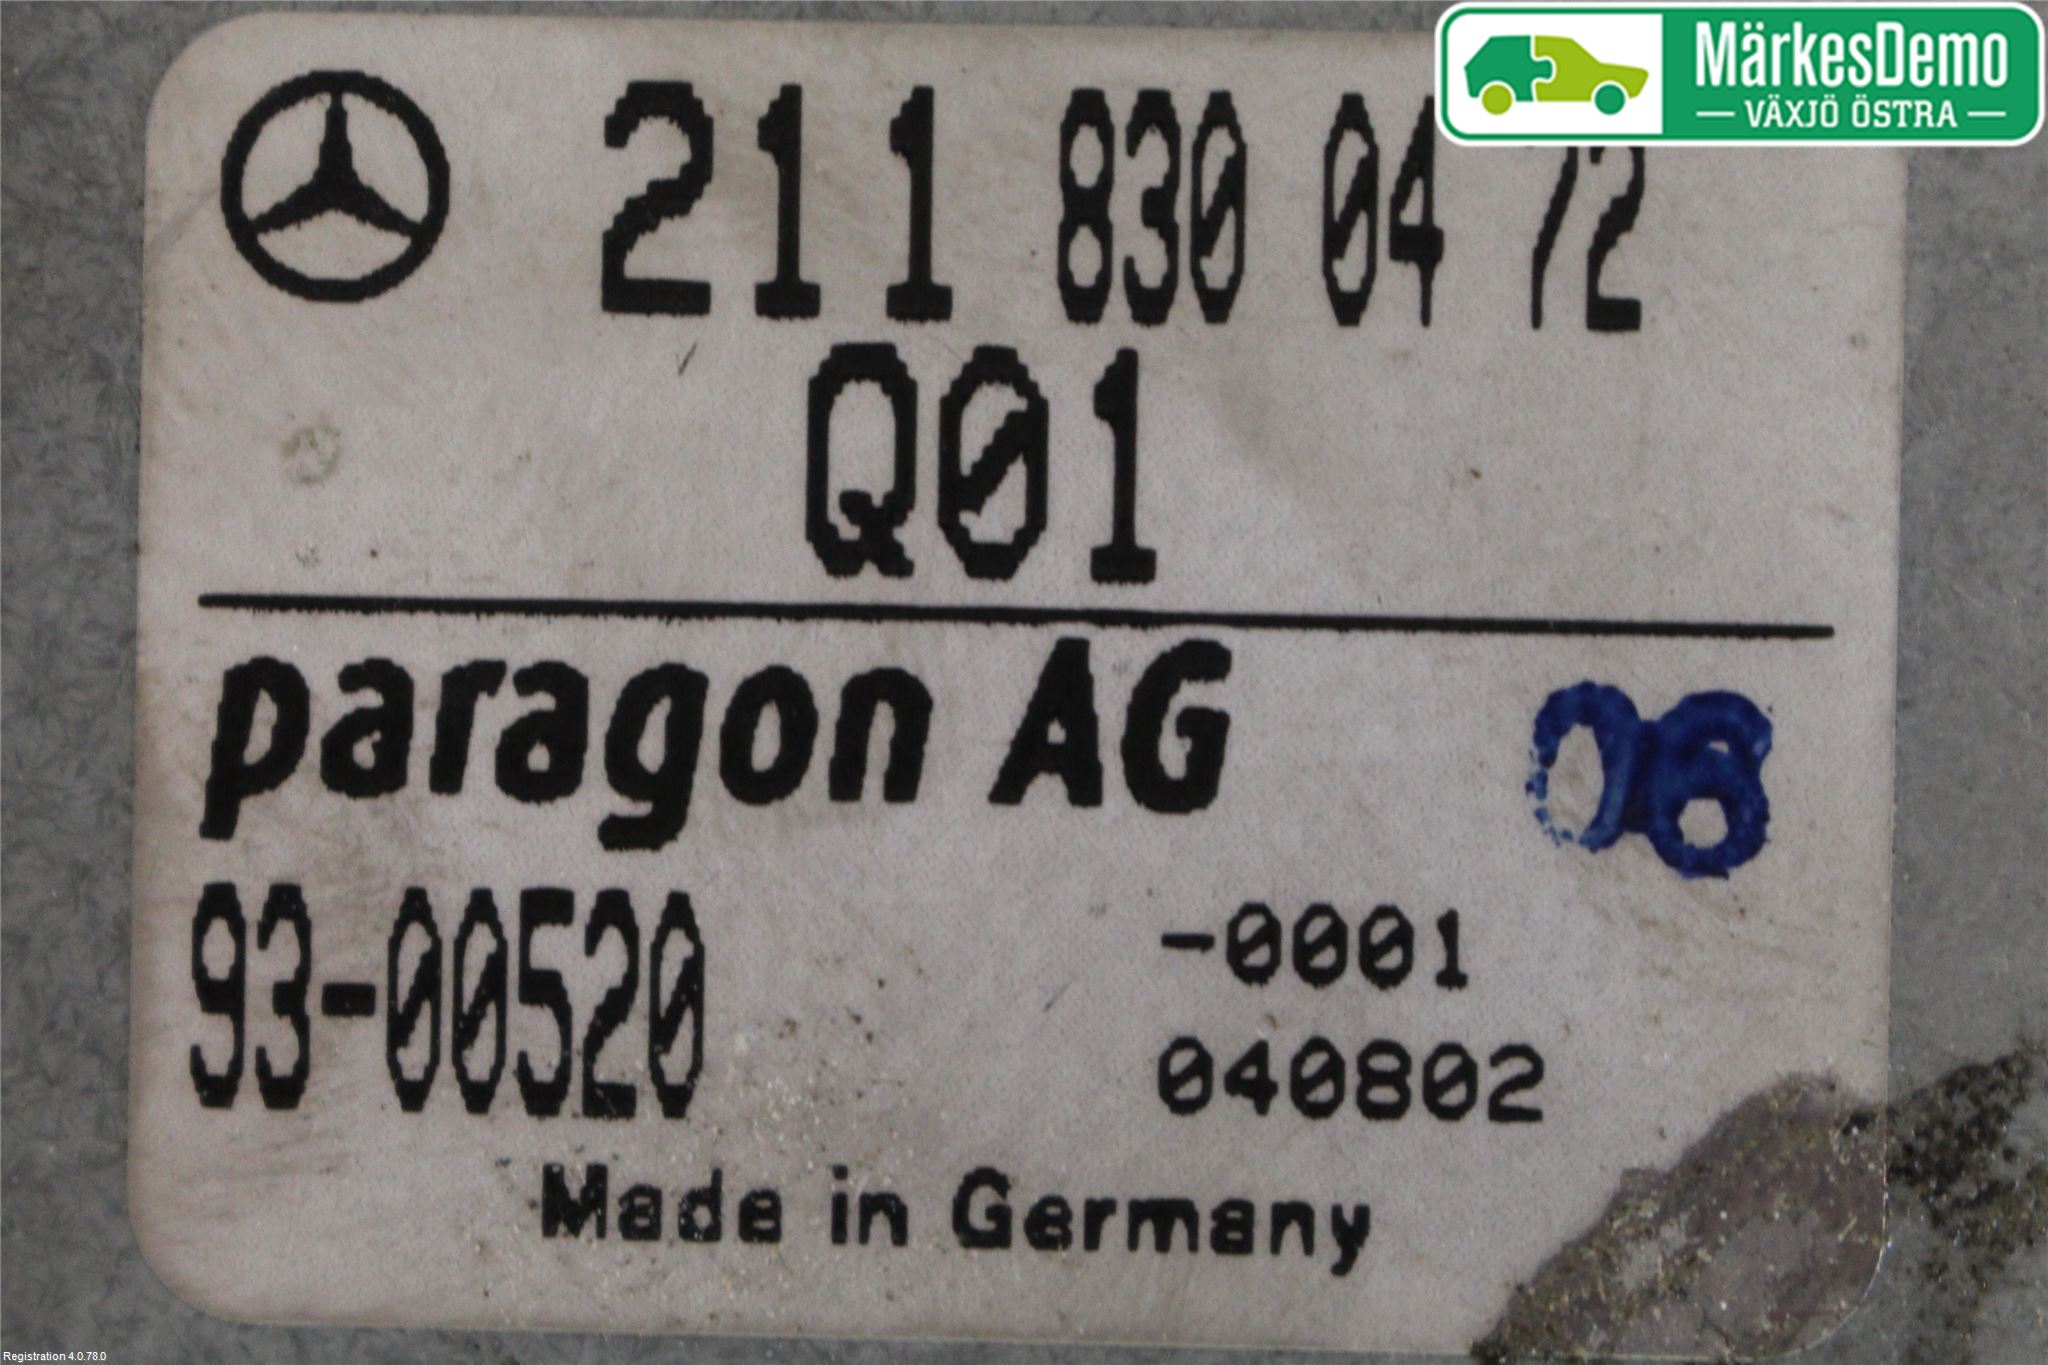 MärkesDemo
VÄXJÖ ÖSTRA
211 830 04 72
Q01
paragon AG
06
93-00520 -0001
040802
Made in Germany
Registration 4.0.78.0